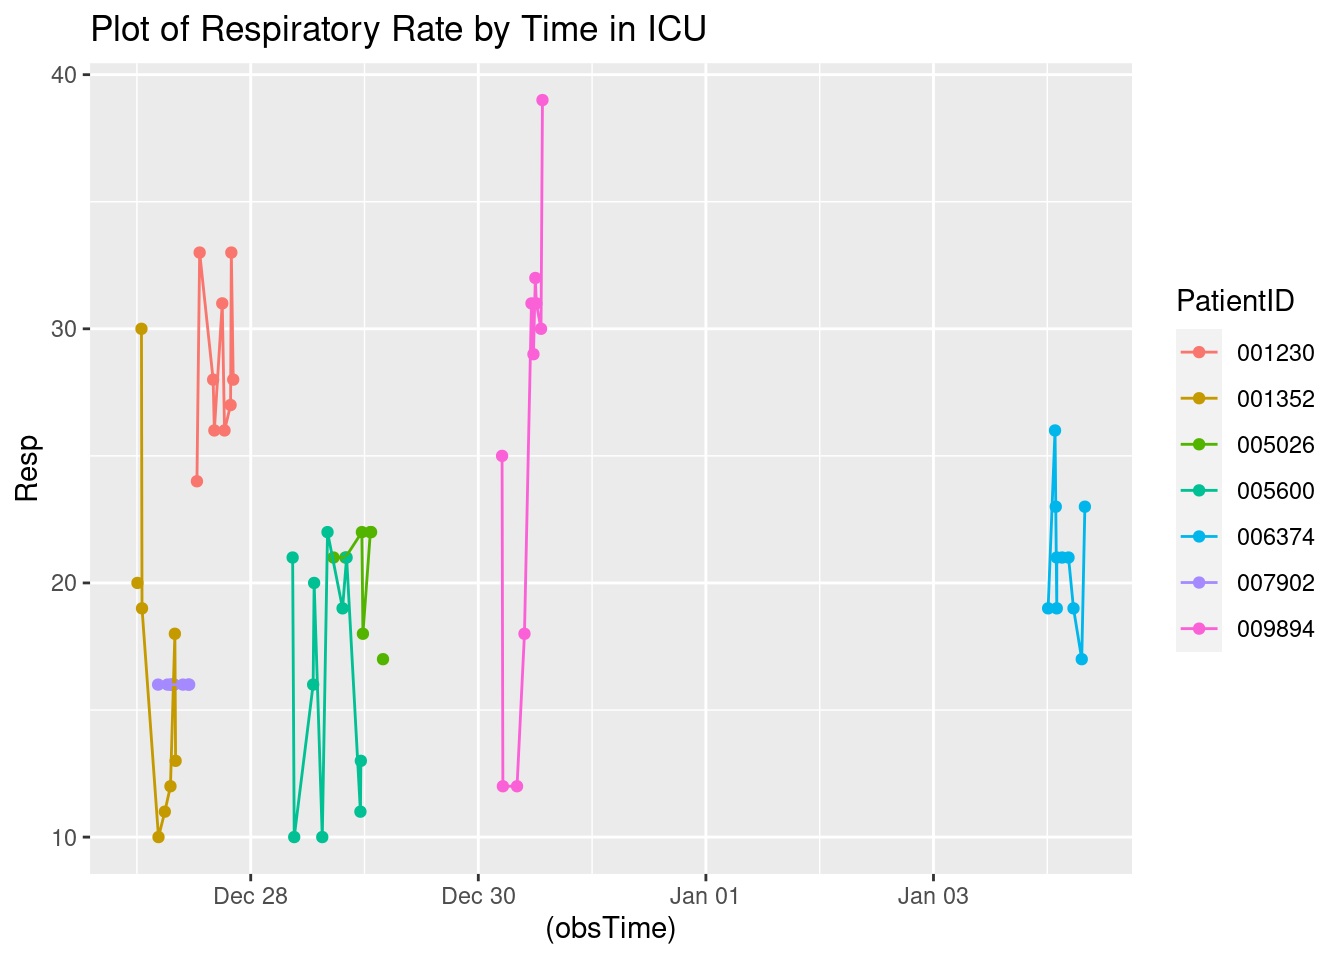 Plot of Respiratory Rate by Time in ICU
40
30
20
10
Resp
Dec 28
Dec 30
Jan 01
Jan 03
(obsTime)
PatientID
001230
001352
005026
005600
006374
007902
009894